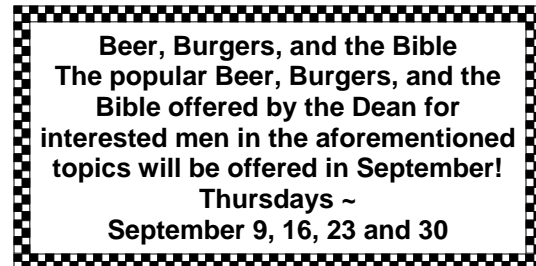 Beer, Burgers, and the Bible
The popular Beer, Burgers, and the
Bible offered by the Dean for
interested men in the aforementioned
topics will be offered in September!
Thursdays ~
September 9, 16, 23 and 30